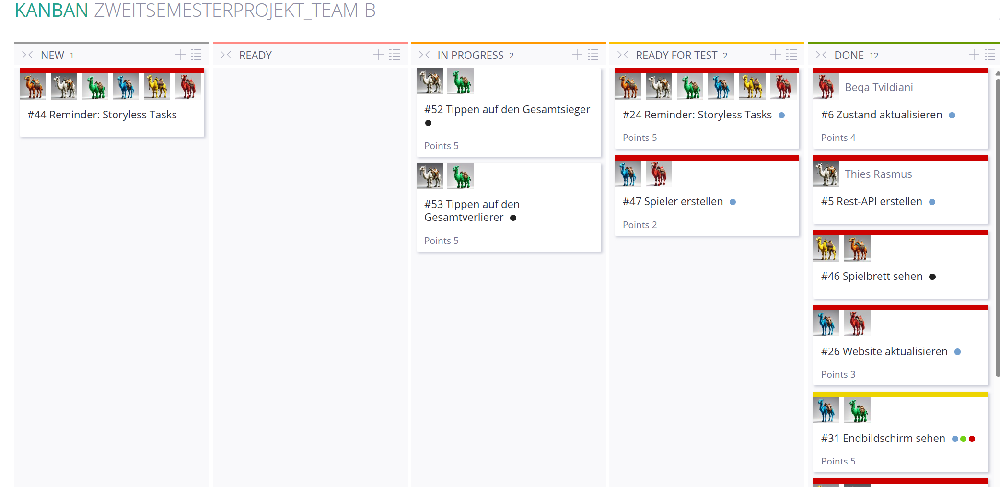 KANBAN ZWEITSEMESTERPROJEKT_TEAM-B
NEW 1
#44 Reminder: Storyless Tasks
READY
IN PROGRESS 2
#52 Tippen auf den Gesamtsieger
Points 5
#53 Tippen auf den
Gesamtverlierer
Points 5
READY FOR TEST 2
#24 Reminder: Storyless Tasks
Points 5
#47 Spieler erstellen
Points 2
DONE 12
Beqa Tvildiani
#6 Zustand aktualisieren
Points 4
Thies Rasmus
#5 Rest-API erstellen
#46 Spielbrett sehen
#26 Website aktualisieren
Points 3
#31 Endbildschirm sehen
Points 5